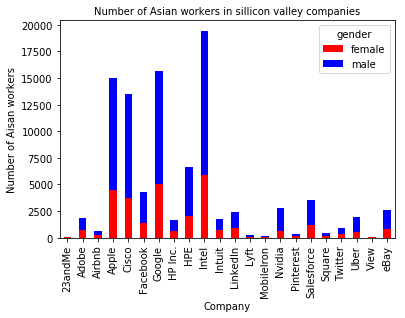 Number of Asian workers in sillicon valley companies
gender
female
male
Number of Aisan workers
20000
17500
15000
12500
10000
7500
5000
2500
0
23andMe
Adobe
Airbnb
Apple
Cisco
Facebook
Google
HP Inc.
HPE
Intel
Intuit
LinkedIn
Lyft
MobileIron
Nvidia
Pinterest
Salesforce
Square
Twitter
Uber
View
eBay
Company